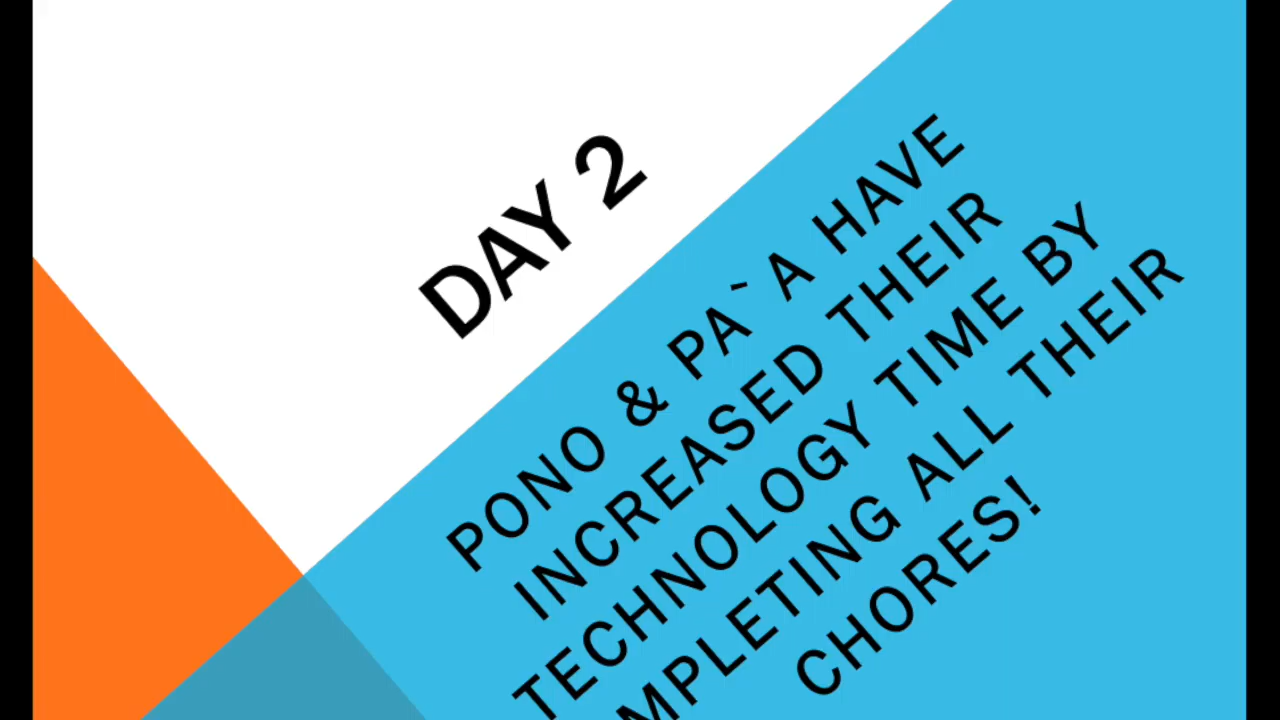 DAY 2
PONO & PA`A HAVE
INCREASED THEIR
TECHNOLOGY TIME BY
MPLETING ALL THEIR
CHORES!